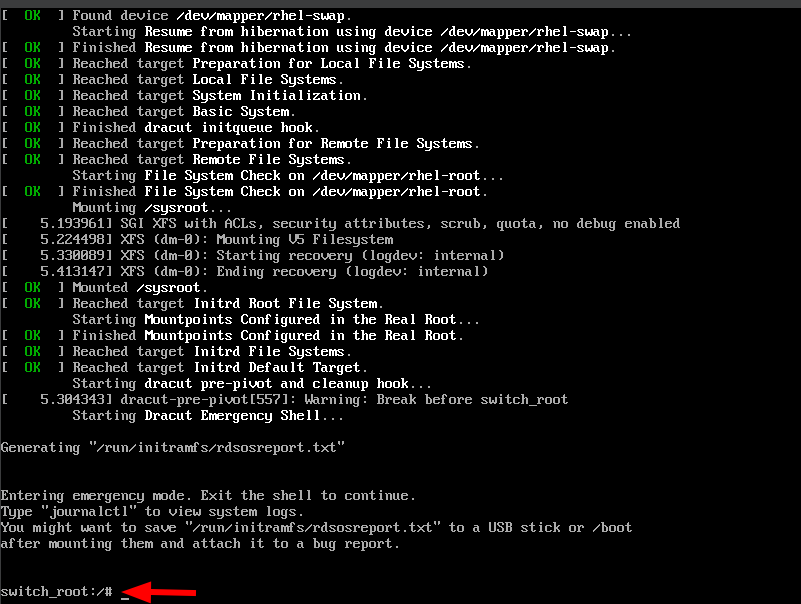 [  OK  ] Found device /dev/mapper/rhel-swap.
         Starting Resume from hibernation using device /dev/mapper/rhel-swap...
[  OK  ] Finished Resume from hibernation using device /dev/mapper/rhel-swap.
[  OK  ] Reached target Preparation for Local File Systems.
[  OK  ] Reached target Local File Systems.
[  OK  ] Reached target System Initialization.
[  OK  ] Reached target Basic System.
[  OK  ] Finished dracut initqueue hook.
[  OK  ] Reached target Preparation for Remote File Systems.
[  OK  ] Reached target Remote File Systems.
         Starting File System Check on /dev/mapper/rhel-root...
[  OK  ] Finished File System Check on /dev/mapper/rhel-root.
         Mounting /sysroot...
[    5.193961] SGI XFS with ACLs, security attributes, scrub, quota, no debug enabled
[    5.224498] XFS (dm-0): Mounting V5 Filesystem
[    5.330089] XFS (dm-0): Starting recovery (logdev: internal)
[    5.413147] XFS (dm-0): Ending recovery (logdev: internal)
[  OK  ] Mounted /sysroot.
[  OK  ] Reached target Initrd Root File System.
         Starting Mountpoints Configured in the Real Root...
[  OK  ] Finished Mountpoints Configured in the Real Root.
[  OK  ] Reached target Initrd File Systems.
[  OK  ] Reached target Initrd Default Target.
         Starting dracut pre-pivot and cleanup hook...
[    5.304343] dracut-pre-pivot[557]: Warning: Break before switch_root
         Starting Dracut Emergency Shell...
Generating "/run/initramfs/rdsosreport.txt"
Entering emergency mode. Exit the shell to continue.
Type "journalctl" to view system logs.
You might want to save "/run/initramfs/rdsosreport.txt" to a USB stick or /boot
after mounting them and attach it to a bug report.
switch_root:/# _